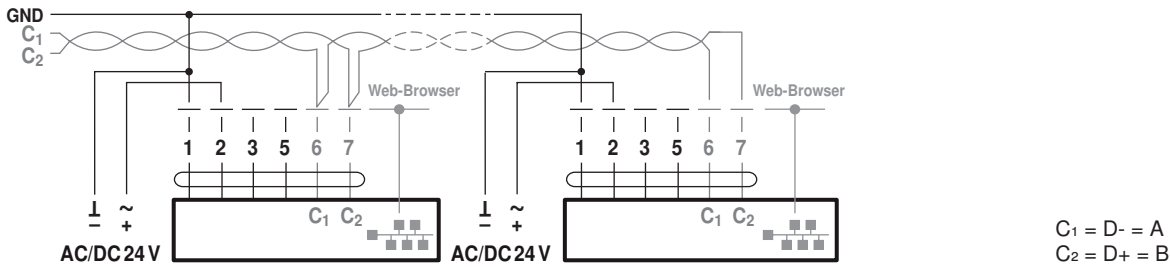 GND
C1
C2
Web-Browser Web-Browser
1 2 3 5 6 7 1 2 3 5 6 7
⊥ ~ C1 C2 ⊥ ~ C1 C2
– + – +
AC/DC 24 V AC/DC 24 V
C1 = D- = A
C2 = D+ = B